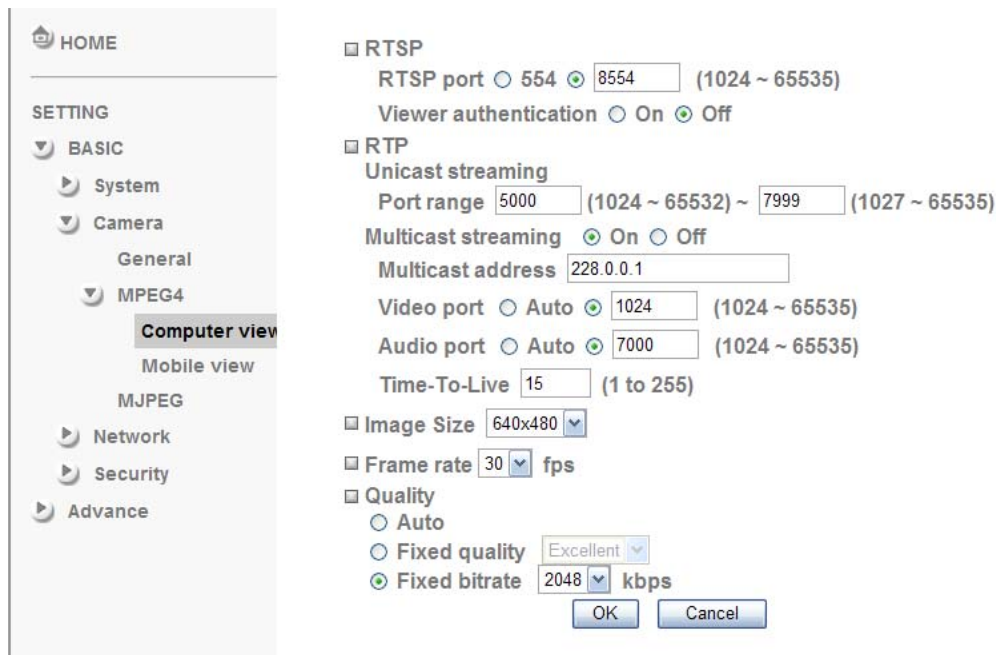 HOME
SETTING
BASIC
System
Camera
General
MPEG4
Computer view
Mobile view
MJPEG
Network
Security
Advance
RTSP
RTSP port 554 8554 (1024 ~ 65535)
Viewer authentication On Off
RTP
Unicast streaming
Port range 5000 (1024 ~ 65532) ~ 7999 (1027 ~ 65535)
Multicast streaming On Off
Multicast address 228.0.0.1
Video port Auto 1024 (1024 ~ 65535)
Audio port Auto 7000 (1024 ~ 65535)
Time-To-Live 15 (1 to 255)
Image Size 640x480
Frame rate 30 fps
Quality
Auto
Fixed quality Excellent
Fixed bitrate 2048 kbps
OK Cancel